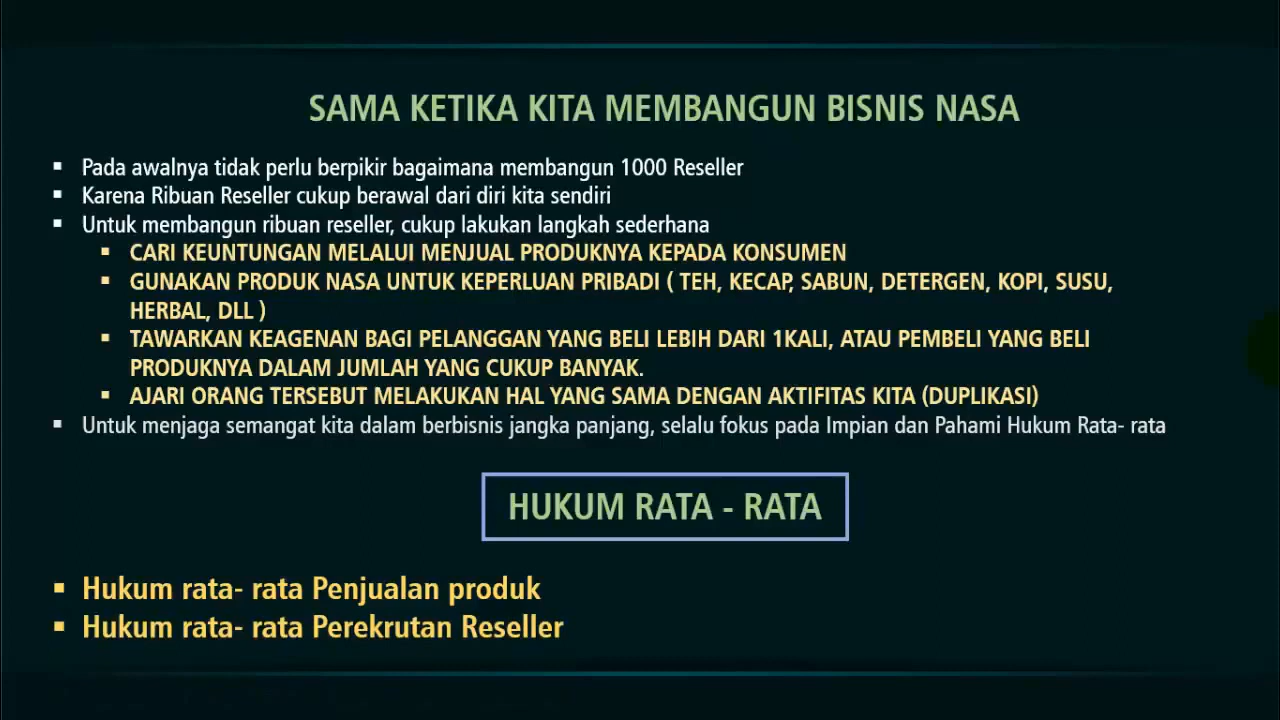 SAMA KETIKA KITA MEMBANGUN BISNIS NASA
▪ Pada awalnya tidak perlu berpikir bagaimana membangun 1000 Reseller
▪ Karena Ribuan Reseller cukup berawal dari diri kita sendiri
▪ Untuk membangun ribuan reseller, cukup lakukan langkah sederhana
▪ CARI KEUNTUNGAN MELALUI MENJUAL PRODUKNYA KEPADA KONSUMEN
▪ GUNAKAN PRODUK NASA UNTUK KEPERLUAN PRIBADI ( TEH, KECAP, SABUN, DETERGEN, KOPI, SUSU,
HERBAL, DLL )
▪ TAWARKAN KEAGENAN BAGI PELANGGAN YANG BELI LEBIH DARI 1KALI, ATAU PEMBELI YANG BELI
PRODUKNYA DALAM JUMLAH YANG CUKUP BANYAK.
▪ AJARI ORANG TERSEBUT MELAKUKAN HAL YANG SAMA DENGAN AKTIFITAS KITA (DUPLIKASI)
▪ Untuk menjaga semangat kita dalam berbisnis jangka panjang, selalu fokus pada Impian dan Pahami Hukum Rata- rata
HUKUM RATA - RATA
▪ Hukum rata- rata Penjualan produk
▪ Hukum rata- rata Perekrutan Reseller